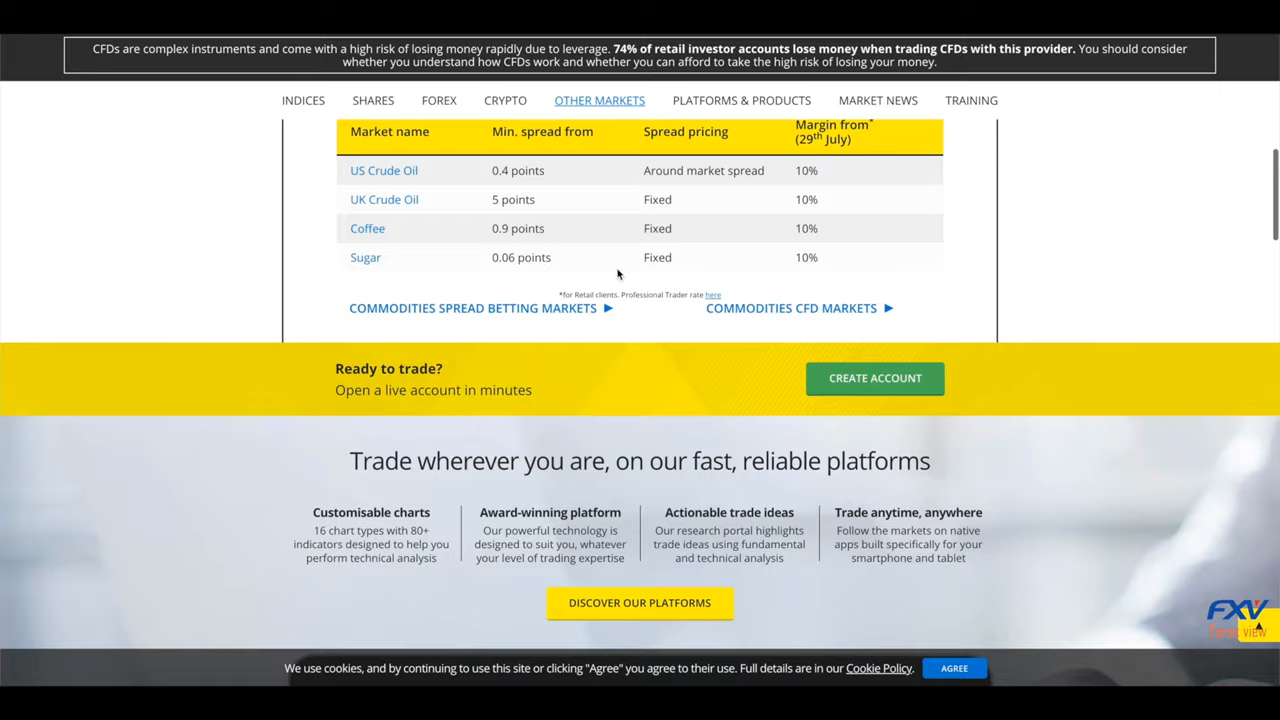 CFDs are complex instruments and come with a high risk of losing money rapidly due to leverage. 74% of retail investor accounts lose money when trading CFDs with this provider. You should consider
whether you understand how CFDs work and whether you can afford to take the high risk of losing your money.
INDICES SHARES FOREX CRYPTO OTHER MARKETS PLATFORMS & PRODUCTS MARKET NEWS TRAINING
Market name Min. spread from Spread pricing Margin from*
(29th July)
US Crude Oil 0.4 points Around market spread 10%
UK Crude Oil 5 points Fixed 10%
Coffee 0.9 points Fixed 10%
Sugar 0.06 points Fixed 10%
*for Retail clients. Professional Trader rate here
COMMODITIES SPREAD BETTING MARKETS ▶ COMMODITIES CFD MARKETS ▶
Ready to trade?
Open a live account in minutes
CREATE ACCOUNT
Trade wherever you are, on our fast, reliable platforms
Customisable charts
16 chart types with 80+
indicators designed to help you
perform technical analysis
Award-winning platform
Our powerful technology is
designed to suit you, whatever
your level of trading expertise
Actionable trade ideas
Our research portal highlights
trade ideas using fundamental
and technical analysis
Trade anytime, anywhere
Follow the markets on native
apps built specifically for your
smartphone and tablet
DISCOVER OUR PLATFORMS
FXV
view
We use cookies, and by continuing to use this site or clicking "Agree" you agree to their use. Full details are in our Cookie Policy.
AGREE